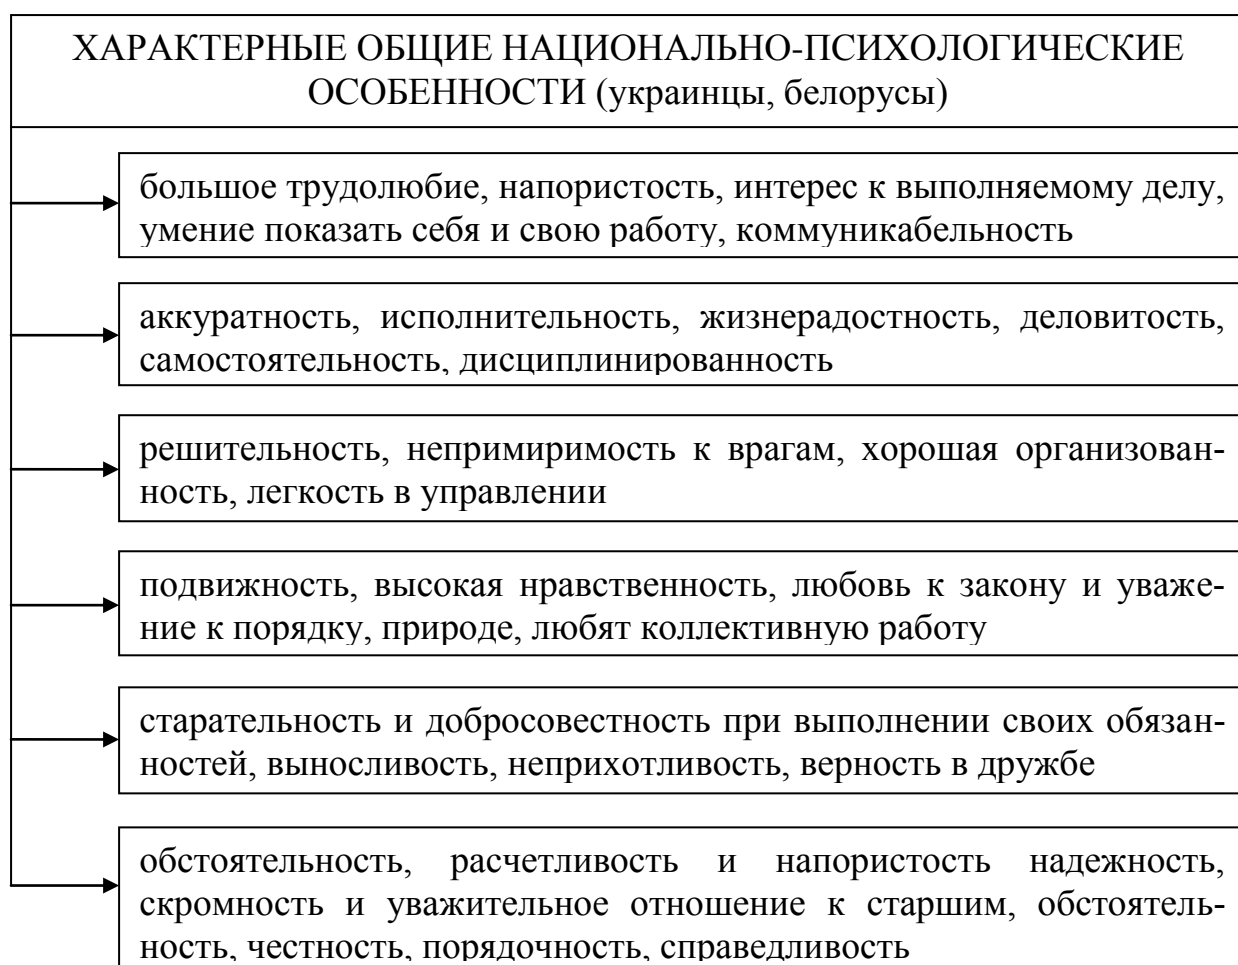 ХАРАКТЕРНЫЕ ОБЩИЕ НАЦИОНАЛЬНО-ПСИХОЛОГИЧЕСКИЕ
ОСОБЕННОСТИ (украинцы, белорусы)
большое трудолюбие, напористость, интерес к выполняемому делу,
умение показать себя и свою работу, коммуникабельность
аккуратность, исполнительность, жизнерадостность, деловитость,
самостоятельность, дисциплинированность
решительность, непримиримость к врагам, хорошая организован-
ность, легкость в управлении
подвижность, высокая нравственность, любовь к закону и уваже-
ние к порядку, природе, любят коллективную работу
старательность и добросовестность при выполнении своих обязан-
ностей, выносливость, неприхотливость, верность в дружбе
обстоятельность, расчетливость и напористость надежность,
скромность и уважительное отношение к старшим, обстоятель-
ность, честность, порядочность, справедливость